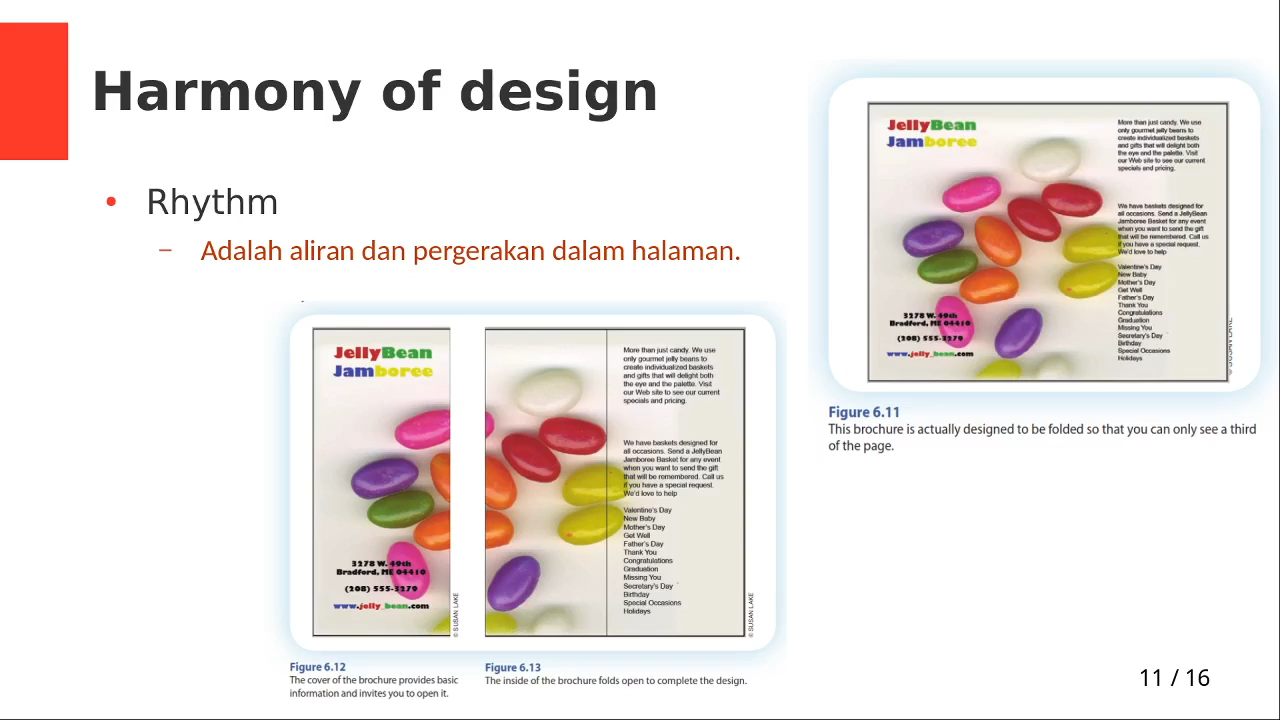 Harmony of design
• Rhythm
– Adalah aliran dan pergerakan dalam halaman.
JellyBean
Jamboree
3278 W. 49th
Bradford, ME 04410
(208) 555-3279
www.jelly_bean.com
© SUSAN LAKE
Figure 6.12
The cover of the brochure provides basic
information and invites you to open it.
More than just candy. We use
only gourmet jelly beans to
create individualized baskets
and gifts that will delight both
the eye and the palette. Visit
our Web site to see our current
specials and pricing.
We have baskets designed for
all occasions. Send a JellyBean
Jamboree Basket for any event
when you want to send the gift
that will be remembered. Call us
if you have a special request.
We'd love to help
Valentine's Day
New Baby
Mother's Day
Get Well
Father's Day
Thank You
Congratulations
Graduation
Missing You
Secretary's Day
Birthday
Special Occasions
Holidays
© SUSAN LAKE
Figure 6.13
The inside of the brochure folds open to complete the design.
JellyBean
Jamboree
3278 W. 49th
Bradford, ME 04410
(208) 555-3279
www.jelly_bean.com
More than just candy. We use
only gourmet jelly beans to
create individualized baskets
and gifts that will delight both
the eye and the palette. Visit
our Web site to see our current
specials and pricing.
We have baskets designed for
all occasions. Send a JellyBean
Jamboree Basket for any event
when you want to send the gift
that will be remembered. Call us
if you have a special request.
We'd love to help
Valentine's Day
New Baby
Mother's Day
Get Well
Father's Day
Thank You
Congratulations
Graduation
Missing You
Secretary's Day
Birthday
Special Occasions
Holidays
© SUSAN LAKE
Figure 6.11
This brochure is actually designed to be folded so that you can only see a third
of the page.
11 / 16